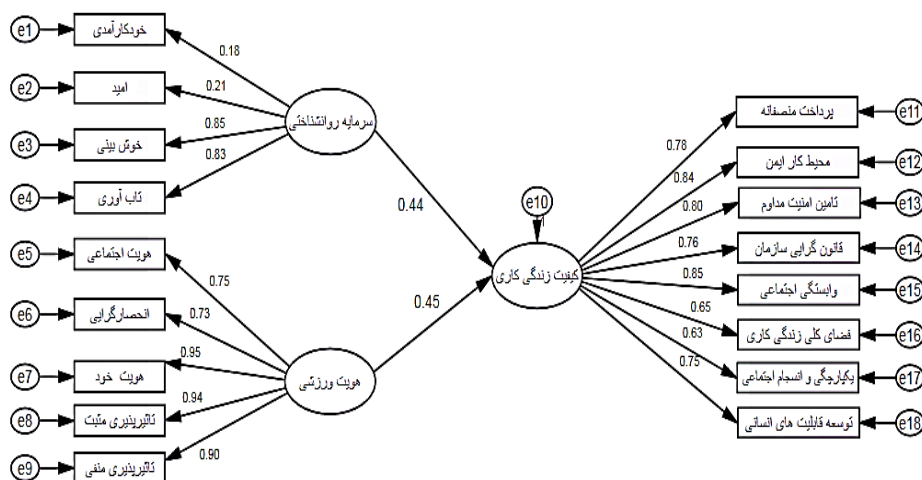 e1
خودکارآمدی
0.18
e2
امید
0.21
e3
خوش بینی
0.85
e4
تاب آوری
0.83
سرمایه روانشناختی
0.44
e5
هویت اجتماعی
0.75
e6
انحصارگرایی
0.73
e7
هویت خود
0.95
e8
تاثیرپذیری مثبت
0.94
e9
تاثیرپذیری منفی
0.90
هویت ورزشی
0.45
e10
1
کیفیت زندگی کاری
0.78
پرداخت منصفانه
e11
0.84
محیط کار ایمن
e12
0.80
تامین امنیت مداوم
e13
0.76
قانون گرایی سازمان
e14
0.85
وابستگی اجتماعی
e15
0.65
فضای کلی زندگی کاری
e16
0.63
یکپارچگی و انسجام اجتماعی
e17
0.75
توسعه قابلیت های انسانی
e18